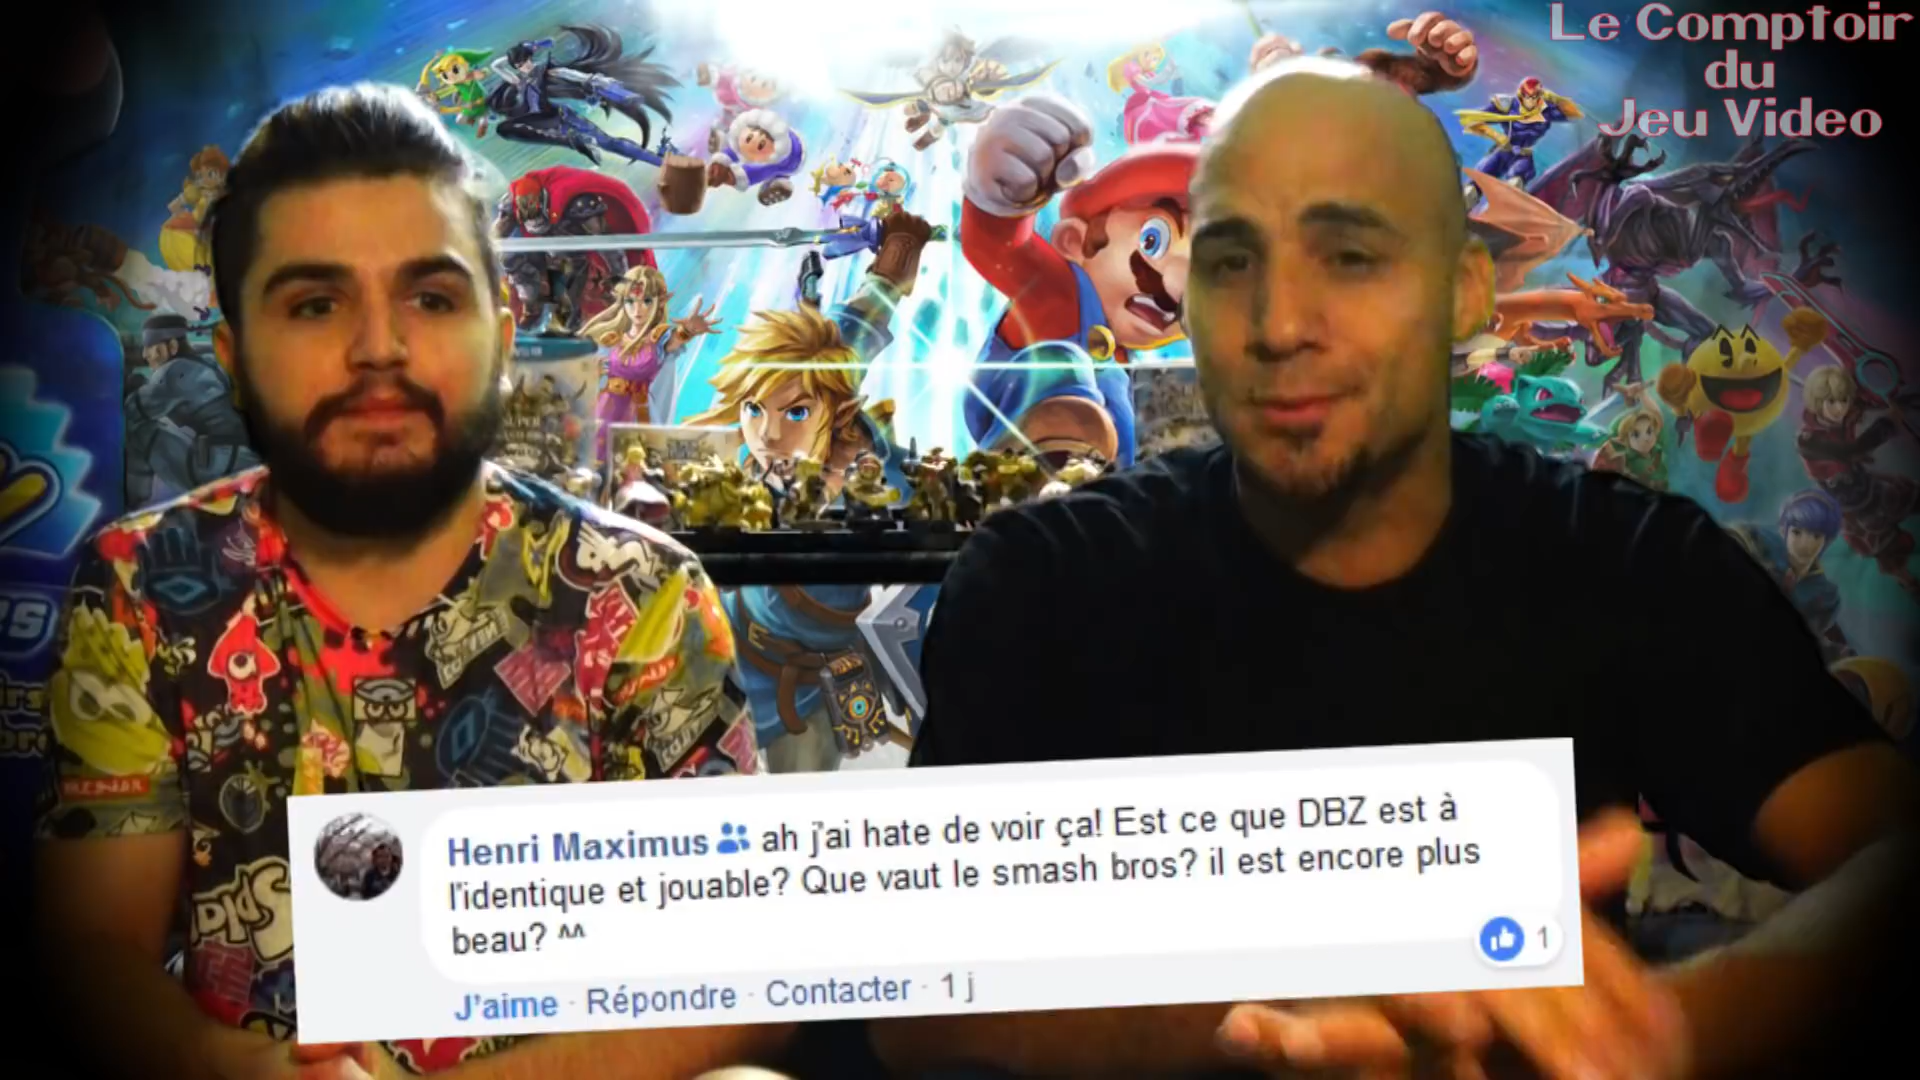 Le Comptoir
du
Jeu Video
Henri Maximus ah j'ai hate de voir ça! Est ce que DBZ est à
l'identique et jouable? Que vaut le smash bros? il est encore plus
beau? ^^
1
J'aime · Répondre · Contacter · 1 j